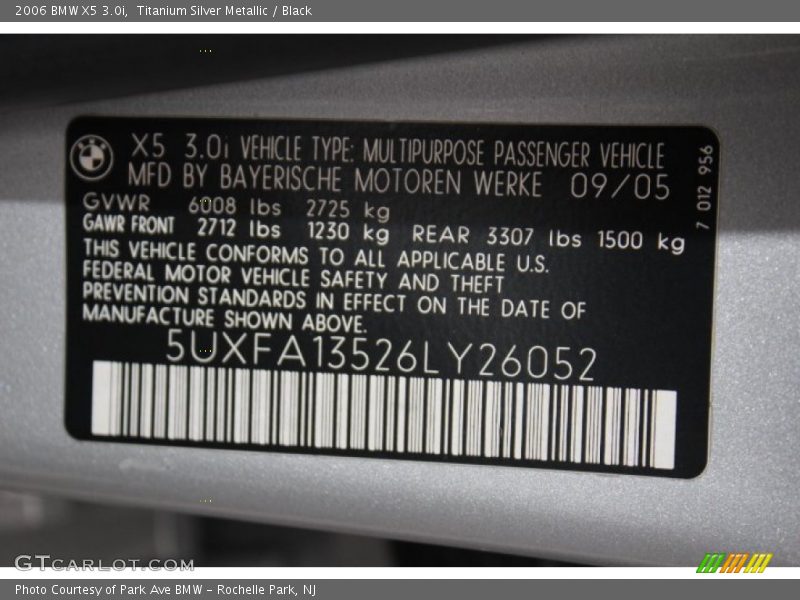 2006 BMW X5 3.0i,  Titanium Silver Metallic / Black
X5 3.0i VEHICLE TYPE: MULTIPURPOSE PASSENGER VEHICLE
MFD BY BAYERISCHE MOTOREN WERKE 09/05
7 012 956
GVWR 6008 lbs 2725 kg
GAWR FRONT 2712 lbs 1230 kg REAR 3307 lbs 1500 kg
THIS VEHICLE CONFORMS TO ALL APPLICABLE U.S.
FEDERAL MOTOR VEHICLE SAFETY AND THEFT
PREVENTION STANDARDS IN EFFECT ON THE DATE OF
MANUFACTURE SHOWN ABOVE.
5UXFA13526LY26052
GTCARLOT.COM
Photo Courtesy of Park Ave BMW - Rochelle Park, NJ